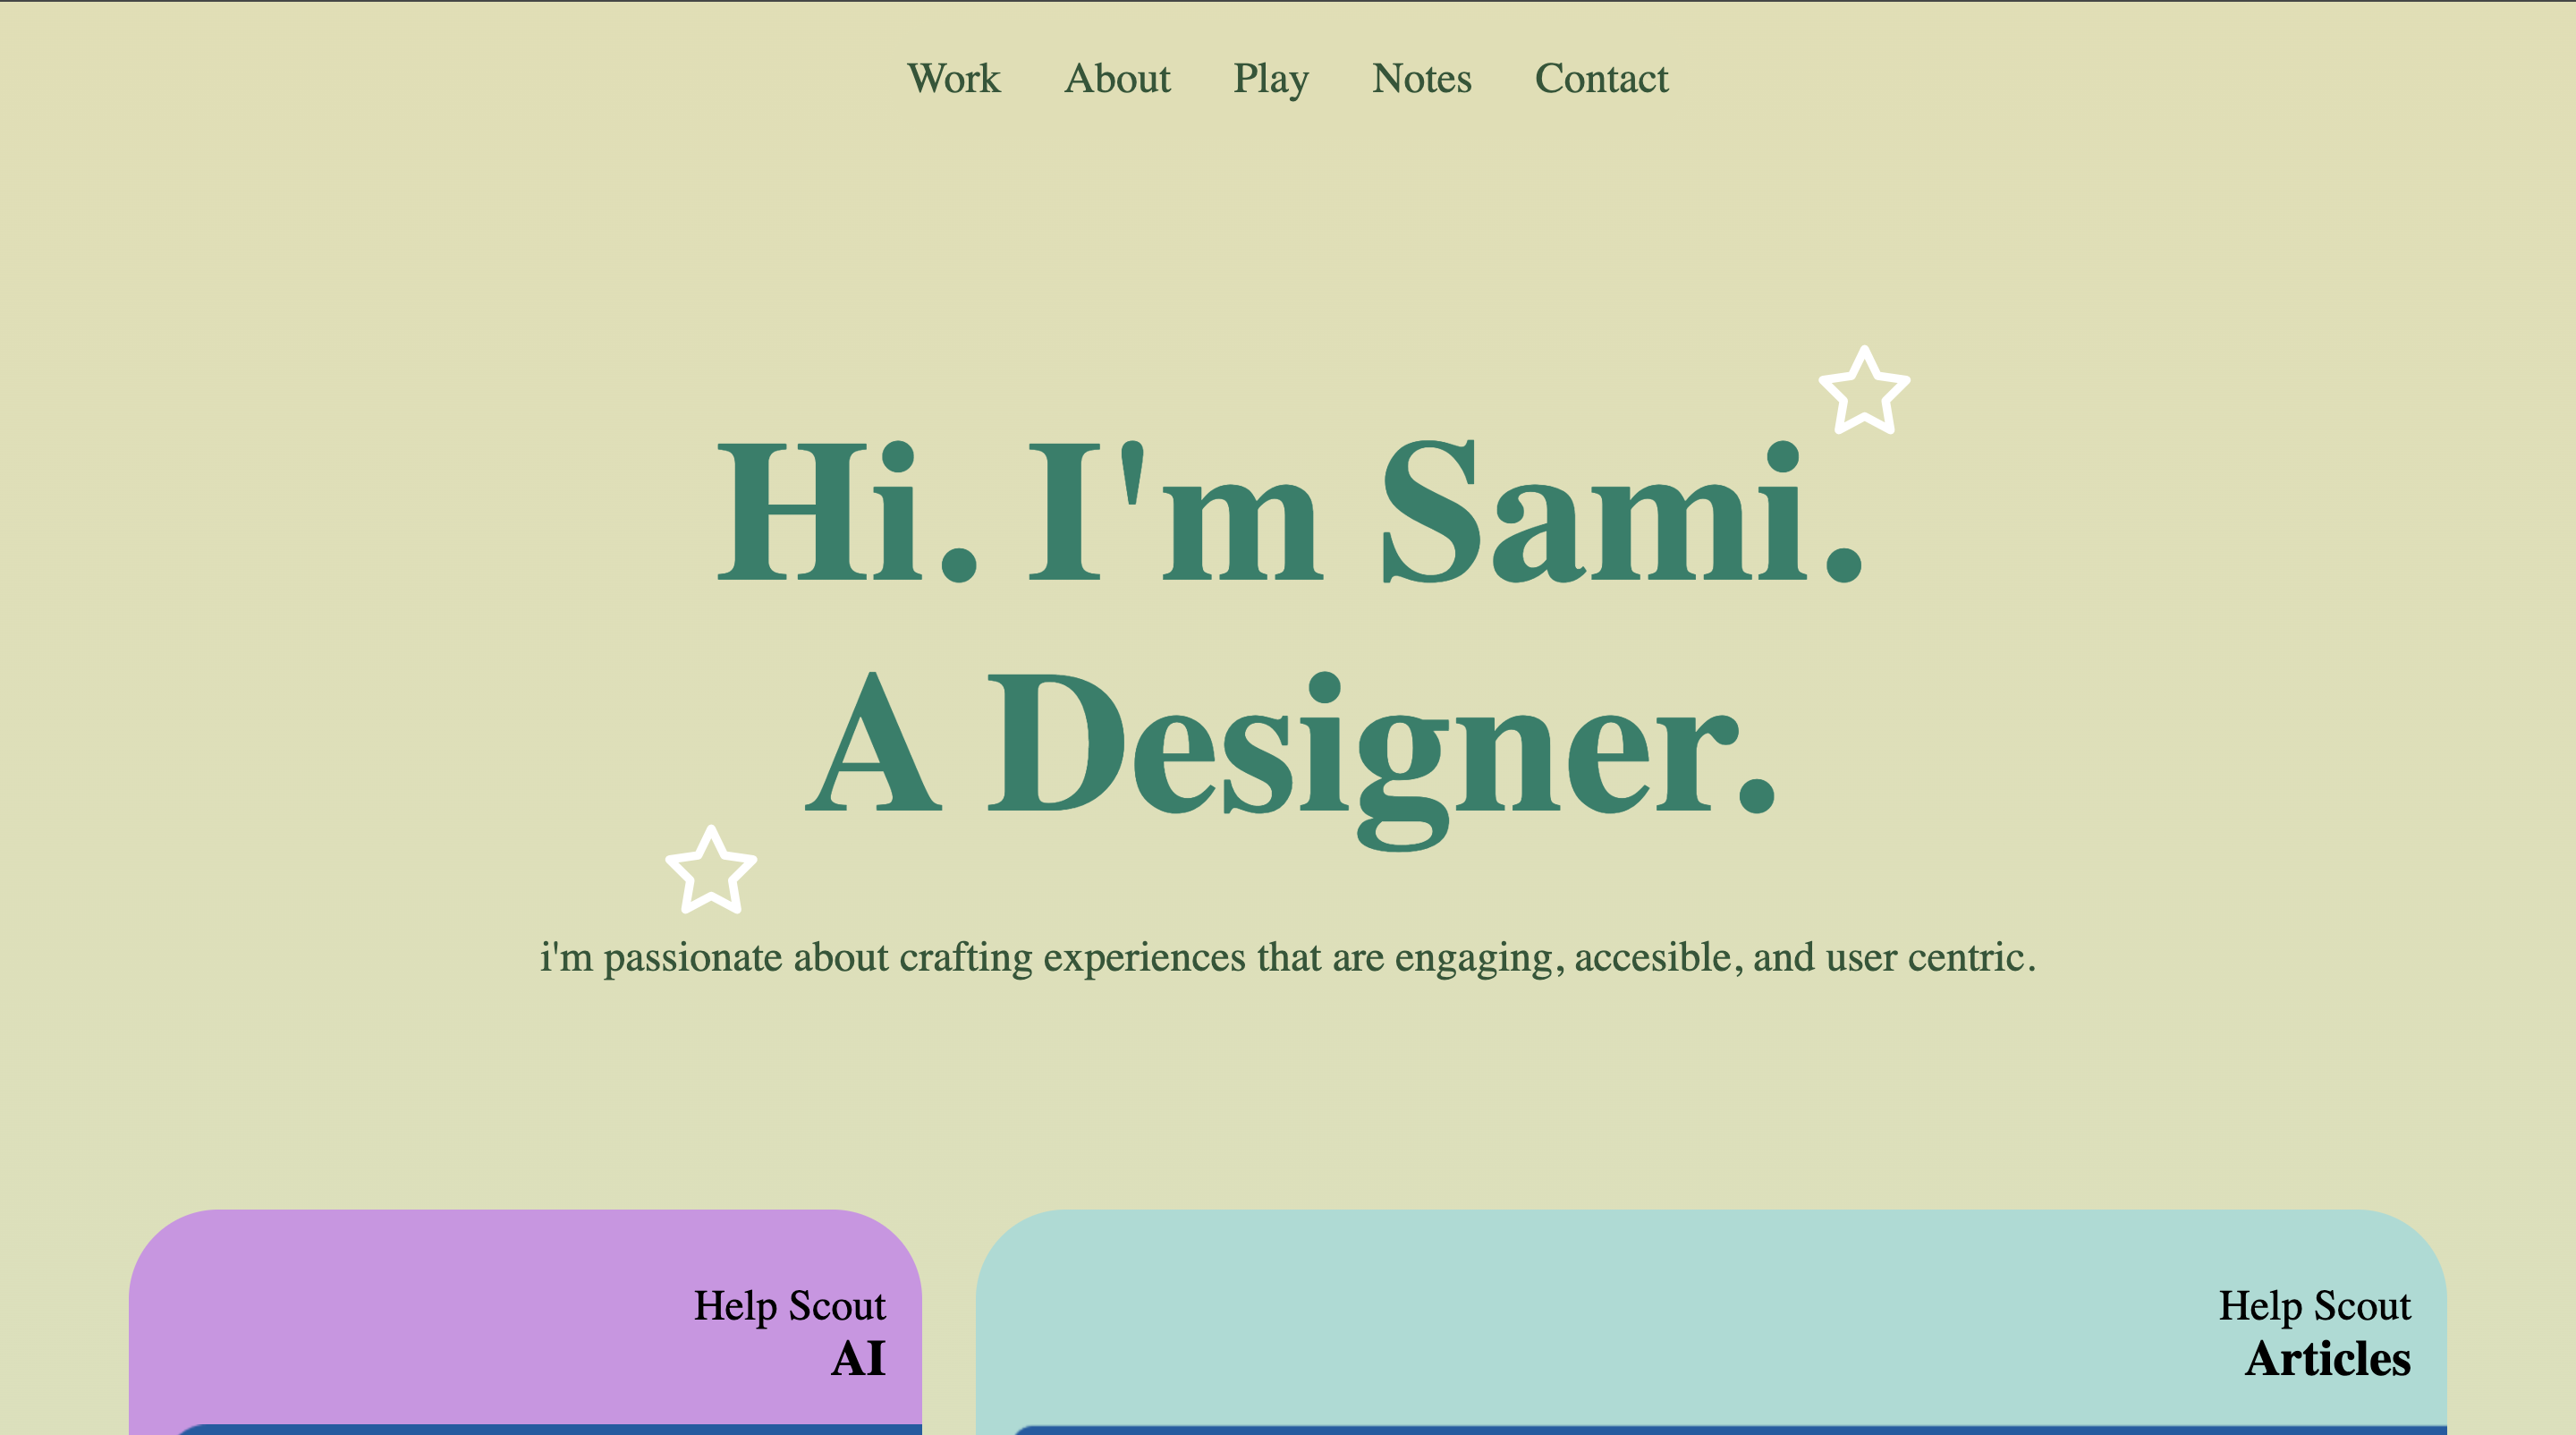 Work About Play Notes Contact
Hi. I'm Sami.
A Designer.
i'm passionate about crafting experiences that are engaging, accesible, and user centric.
Help Scout
AI
Help Scout
Articles